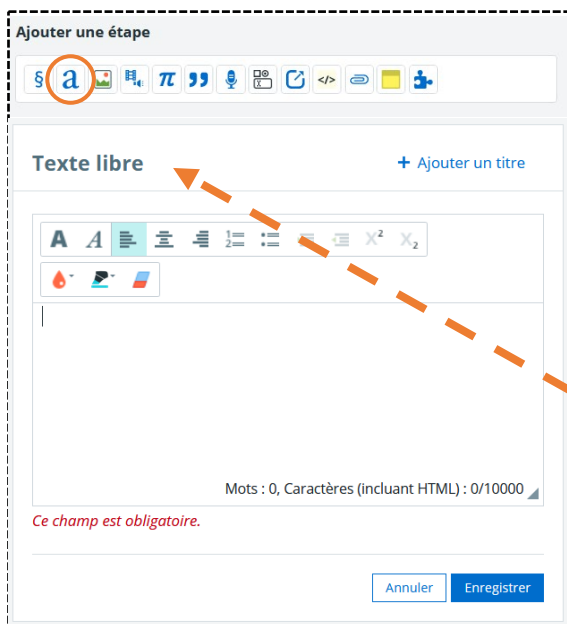 Ajouter une étape
§ a π </>
Texte libre
+ Ajouter un titre
A A X² X₂
Mots : 0, Caractères (incluant HTML) : 0/10000
Ce champ est obligatoire.
Annuler Enregistrer